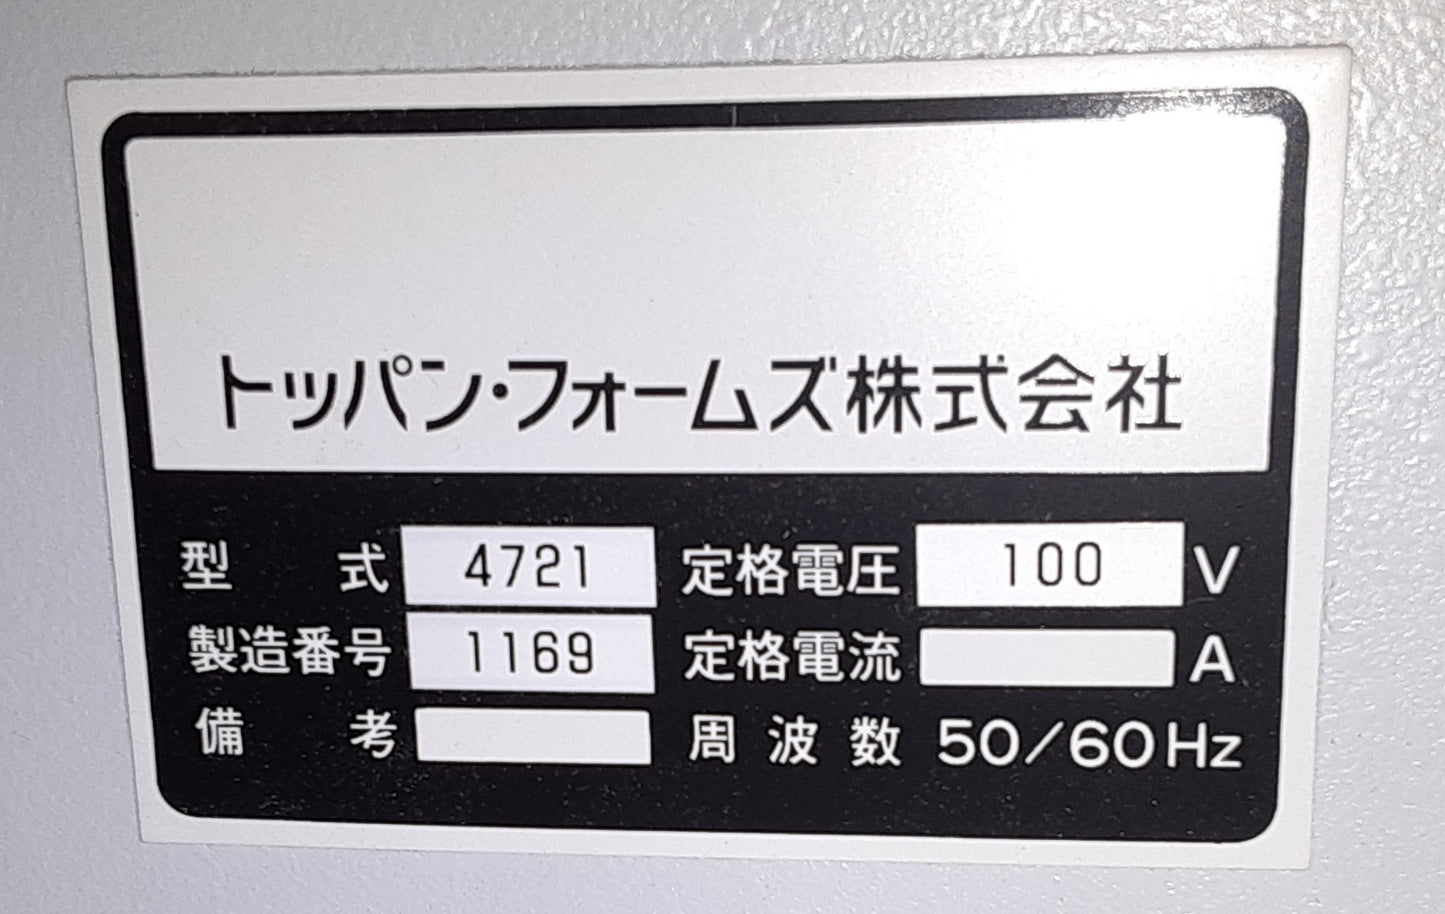 トッパン・フォームズ株式会社
型式 4721 定格電圧 100 V
製造番号 1169 定格電流 A
備考 周波数 50/60Hz